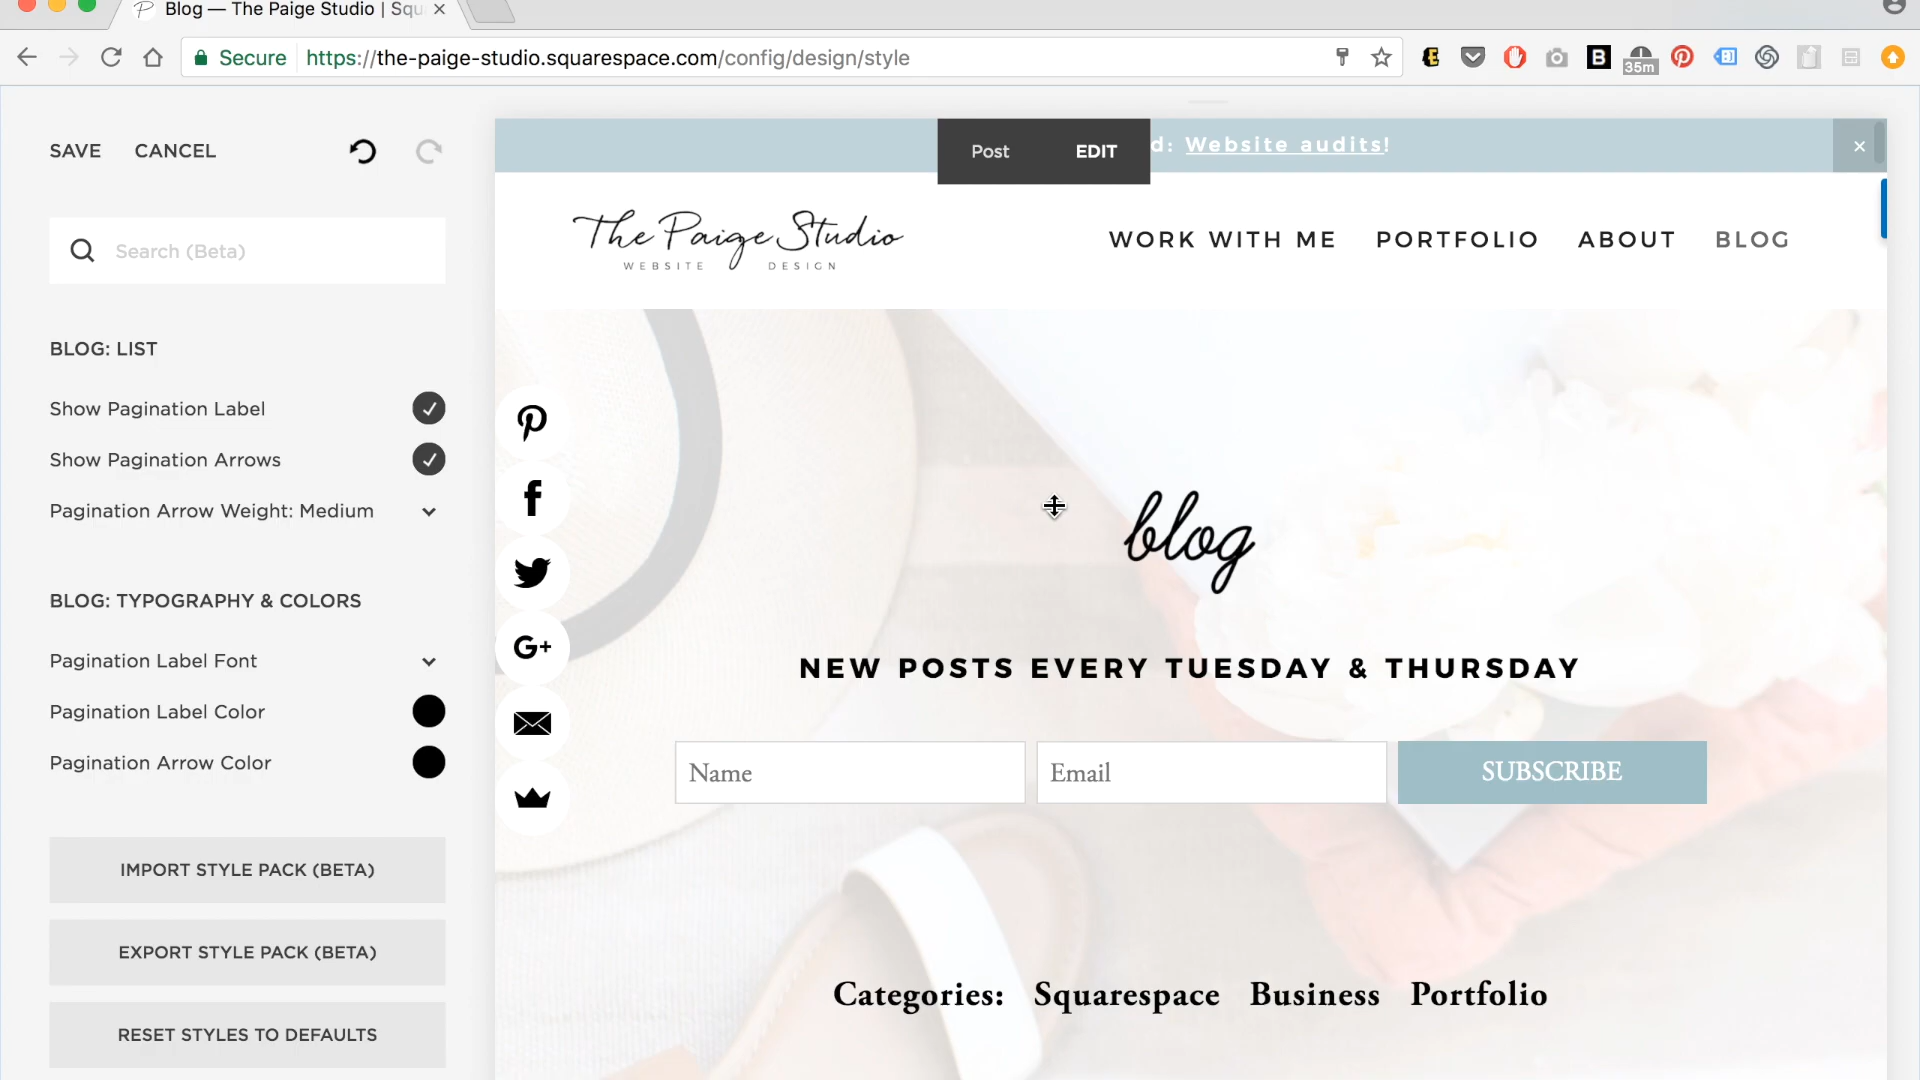 Blog — The Paige Studio | Squ
Secure
https://the-paige-studio.squarespace.com/config/design/style
B
35m
SAVE CANCEL
Search (Beta)
BLOG: LIST
Show Pagination Label
Show Pagination Arrows
Pagination Arrow Weight: Medium
BLOG: TYPOGRAPHY & COLORS
Pagination Label Font
Pagination Label Color
Pagination Arrow Color
IMPORT STYLE PACK (BETA)
EXPORT STYLE PACK (BETA)
RESET STYLES TO DEFAULTS
Post EDIT
d: Website audits!
The Paige Studio
WEBSITE DESIGN
WORK WITH ME PORTFOLIO ABOUT BLOG
G+
blog
NEW POSTS EVERY TUESDAY & THURSDAY
Name Email SUBSCRIBE
Categories: Squarespace Business Portfolio